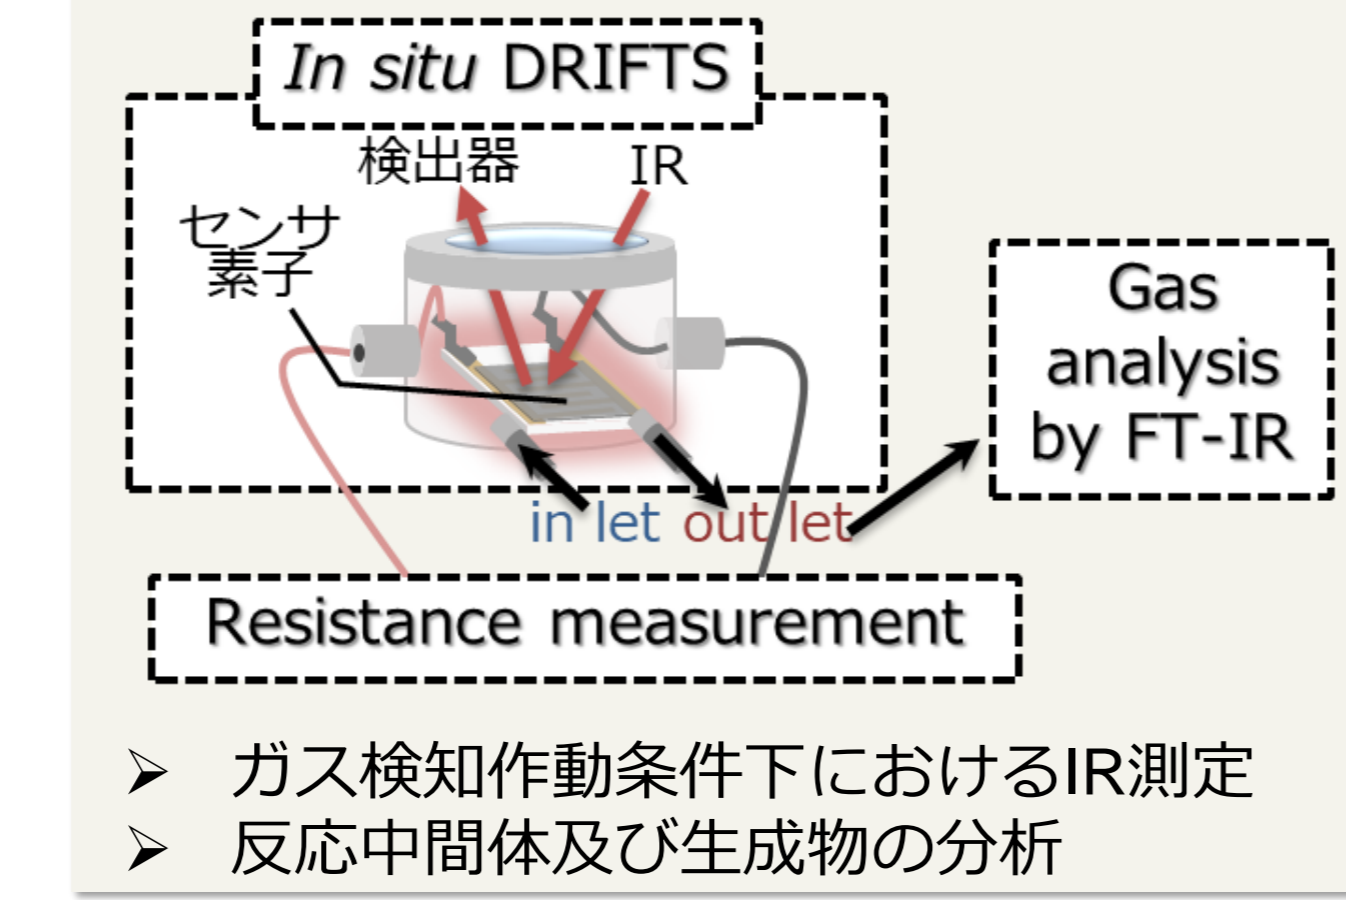 In situ DRIFTS
検出器
IR
センサ
素子
Gas
analysis
by FT-IR
in let
out let
Resistance measurement
➢ ガス検知作動条件下におけるIR測定
➢ 反応中間体及び生成物の分析